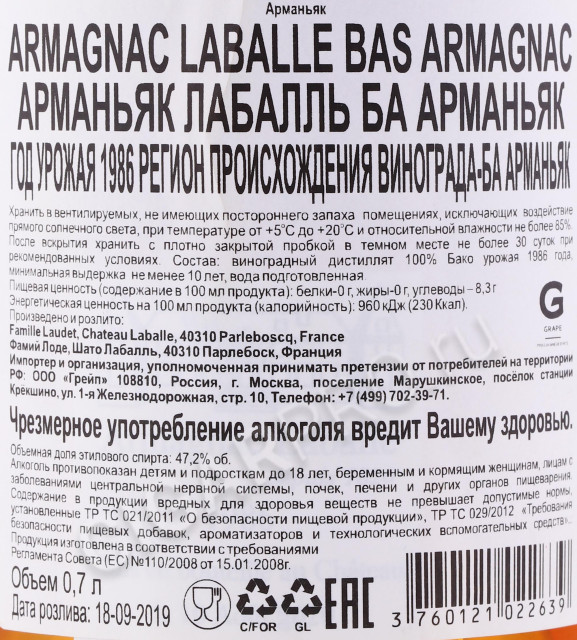 Арманьяк
ARMAGNAC LABALLE BAS ARMAGNAC
АРМАНЬЯК ЛАБАЛЛЬ БА АРМАНЬЯК
ГОД УРОЖАЯ 1986 РЕГИОН ПРОИСХОЖДЕНИЯ ВИНОГРАДА-БА АРМАНЬЯК
Хранить в вентилируемых, не имеющих постороннего запаха помещениях, исключающих воздействие
прямого солнечного света, при температуре от +5°С до +20°С и относительной влажности не более 85%.
После вскрытия хранить с плотно закрытой пробкой в темном месте не более 30 суток при
рекомендованных условиях. Состав: виноградный дистиллят 100% Бако урожая 1986 года,
минимальная выдержка не менее 10 лет, вода подготовленная.
Пищевая ценность (содержание в 100 мл продукта): белки-0 г, жиры-0 г, углеводы – 8,3 г
Энергетическая ценность на 100 мл продукта (калорийность): 960 кДж (230 Ккал).
Произведено и розлито:
G
GRAPE
Famille Laudet, Chateau Laballe, 40310 Parleboscq, France
Фамий Лоде, Шато Лабалль, 40310 Парлебоск, Франция
Импортер и организация, уполномоченная принимать претензии от потребителей на территории
РФ: ООО «Грейп» 108810, Россия, г. Москва, поселение Марушкинское, посёлок станции
Крёкшино, ул. 1-я Железнодорожная, стр. 10, Телефон: +7 (499) 702-39-71.
Чрезмерное употребление алкоголя вредит Вашему здоровью.
Объемная доля этилового спирта: 47,2% об.
Алкоголь противопоказан детям и подросткам до 18 лет, беременным и кормящим женщинам, лицам с
заболеваниями центральной нервной системы, почек, печени и других органов пищеварения.
Содержание в продукции вредных для здоровья веществ не превышает допустимые нормы,
установленные ТР ТС 021/2011 «О безопасности пищевой продукции», ТР ТС 029/2012 «Требования
безопасности пищевых добавок, ароматизаторов и технологических вспомогательных средств».
Продукция изготовлена в соответствии с требованиями
Регламента Совета (ЕС) №110/2008 от 15.01.2008г.
Объем 0,7 л
Дата розлива: 18-09-2019
C/FOR GL
EAC
3 760121 022639